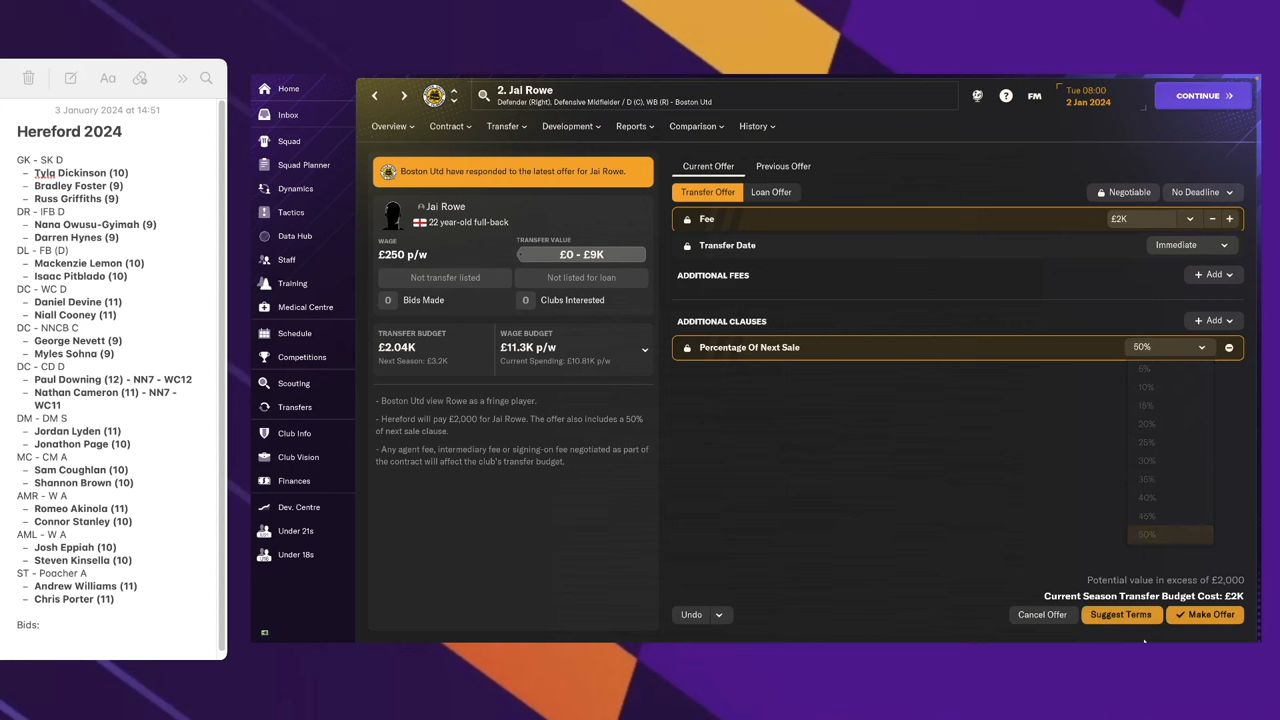 3 January 2024 at 14:51
Hereford 2024
GK - SK D
– Tyla Dickinson (10)
– Bradley Foster (9)
– Russ Griffiths (9)
DR - IFB D
– Nana Owusu-Gyimah (9)
– Darren Hynes (9)
DL - FB (D)
– Mackenzie Lemon (10)
– Isaac Pitblado (10)
DC - WC D
– Daniel Devine (11)
– Niall Cooney (11)
DC - NNCB C
– George Nevett (9)
– Myles Sohna (9)
DC - CD D
– Paul Downing (12) - NN7 - WC12
– Nathan Cameron (11) - NN7 -
WC11
DM - DM S
– Jordan Lyden (11)
– Jonathon Page (10)
MC - CM A
– Sam Coughlan (10)
– Shannon Brown (10)
AMR - W A
– Romeo Akinola (11)
– Connor Stanley (10)
AML - W A
– Josh Eppiah (10)
– Steven Kinsella (10)
ST - Poacher A
– Andrew Williams (11)
– Chris Porter (11)
Bids:
Aa
Home
Inbox
Squad
Squad Planner
Dynamics
Tactics
Data Hub
Staff
Training
Medical Centre
Schedule
Competitions
Scouting
Transfers
Club Info
Club Vision
Finances
Dev. Centre
Under 21s
Under 18s
2. Jai Rowe
Defender (Right), Defensive Midfielder / D (C), WB (R) - Boston Utd
? FM
Tue 08:00
2 Jan 2024
CONTINUE
Overview Contract Transfer Development Reports Comparison History
Boston Utd have responded to the latest offer for Jai Rowe.
Jai Rowe
22 year-old full-back
WAGE TRANSFER VALUE
£250 p/w £0 - £9K
Not transfer listed Not listed for loan
0 Bids Made 0 Clubs Interested
TRANSFER BUDGET WAGE BUDGET
£2.04K £11.3K p/w
Next Season: £3.2K Current Spending: £10.81K p/w
- Boston Utd view Rowe as a fringe player.
- Hereford will pay £2,000 for Jai Rowe. The offer also includes a 50%
of next sale clause.
- Any agent fee, intermediary fee or signing-on fee negotiated as part of
the contract will affect the club's transfer budget.
Current Offer Previous Offer
Transfer Offer Loan Offer Negotiable No Deadline
Fee £2K
Transfer Date Immediate
ADDITIONAL FEES + Add
ADDITIONAL CLAUSES + Add
Percentage Of Next Sale 50%
5%
10%
15%
20%
25%
30%
35%
40%
45%
50%
Potential value in excess of £2,000
Current Season Transfer Budget Cost: £2K
Undo Cancel Offer Suggest Terms Make Offer